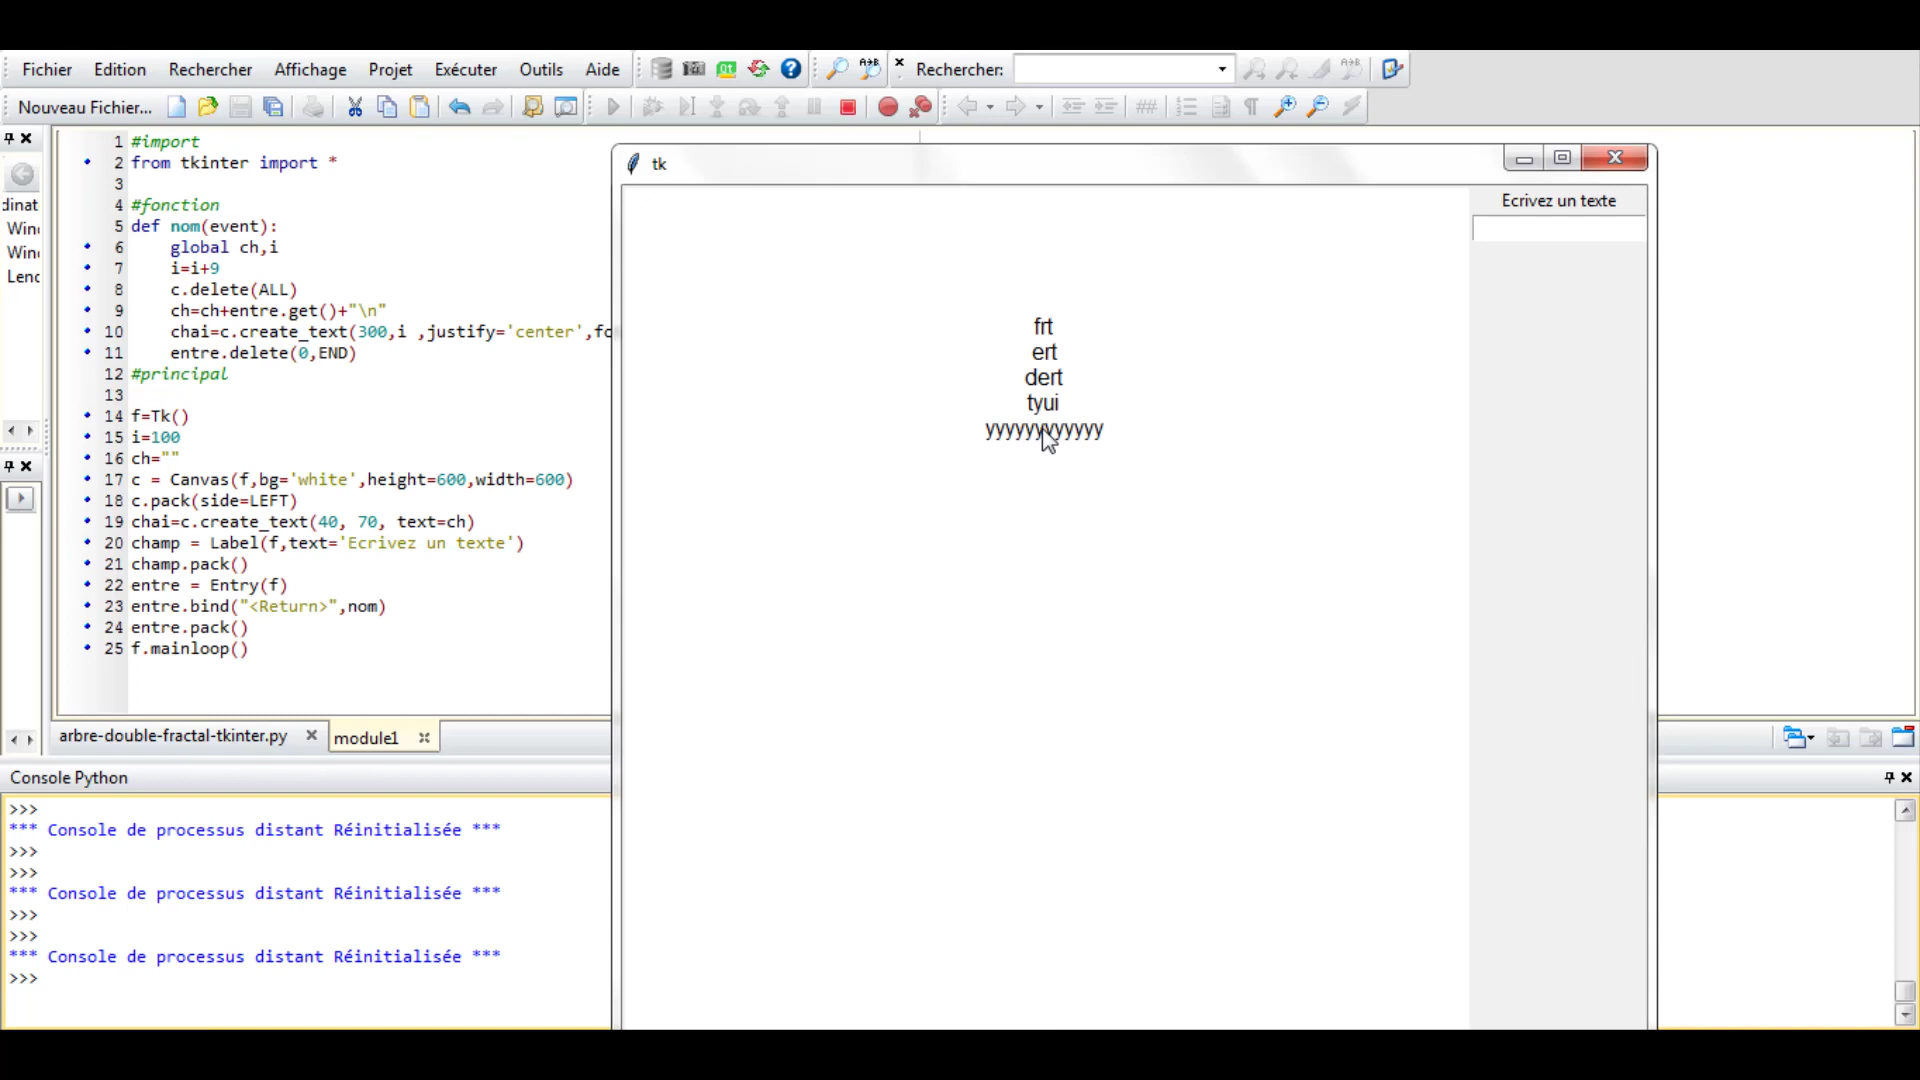 Fichier Edition Rechercher Affichage Projet Exécuter Outils Aide Rechercher:
Nouveau Fichier...
1 #import
2 from tkinter import *
3
4 #fonction
5 def nom(event):
6 global ch,i
7 i=i+9
8 c.delete(ALL)
9 ch=ch+entre.get()+"\n"
10 chai=c.create_text(300,i ,justify='center',fo
11 entre.delete(0,END)
12 #principal
13
14 f=Tk()
15 i=100
16 ch=""
17 c = Canvas(f,bg='white',height=600,width=600)
18 c.pack(side=LEFT)
19 chai=c.create_text(40, 70, text=ch)
20 champ = Label(f,text='Ecrivez un texte')
21 champ.pack()
22 entre = Entry(f)
23 entre.bind("<Return>",nom)
24 entre.pack()
25 f.mainloop()
dinat
Win
Win
Lenc
tk
Ecrivez un texte
frt
ert
dert
tyui
yyyyyyyyyyyy
arbre-double-fractal-tkinter.py module1
Console Python
>>>
*** Console de processus distant Réinitialisée ***
>>>
>>>
*** Console de processus distant Réinitialisée ***
>>>
>>>
*** Console de processus distant Réinitialisée ***
>>>